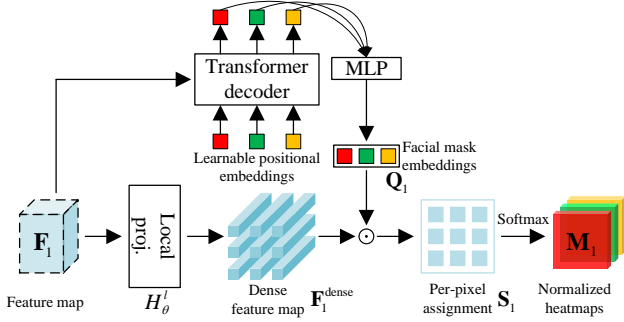 Transformer
decoder
MLP
Learnable positional
embeddings
Facial mask
embeddings
Q₁
F₁
Local
proj.
⊙
Softmax
M₁
Feature map
H_θ^l
Dense
feature map
F₁^dense
Per-pixel
assignment
S₁
Normalized
heatmaps